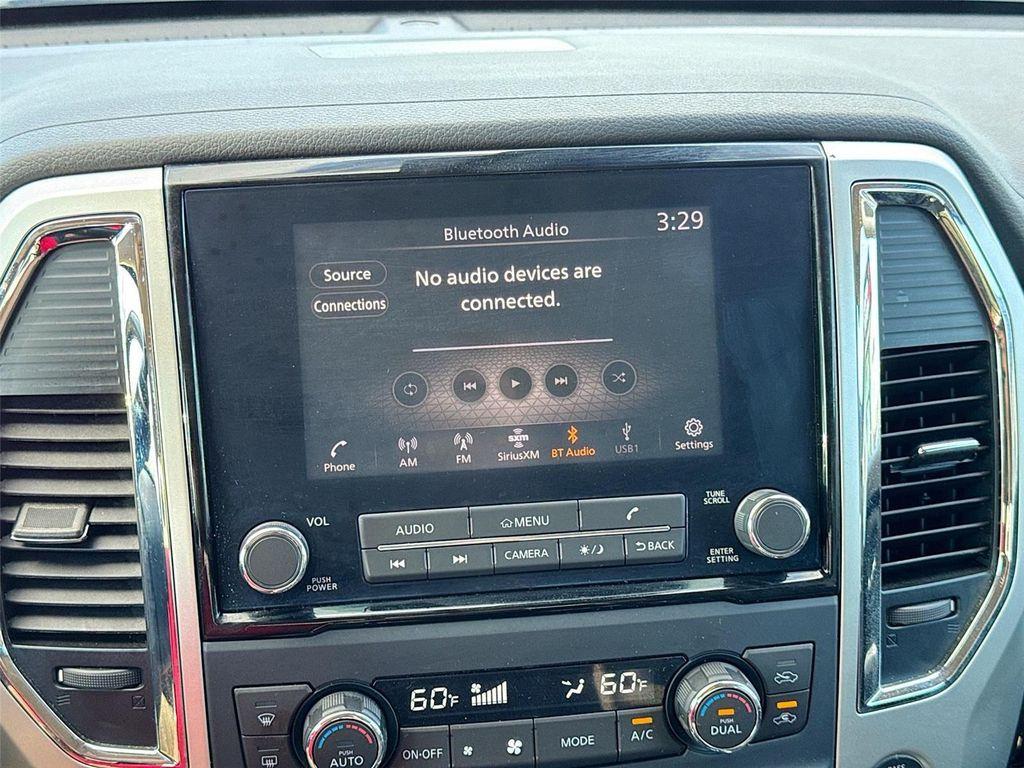 Bluetooth Audio
3:29
Source
No audio devices are
connected.
Connections
Phone
AM
FM
sxm
SiriusXM
BT Audio
USB1
Settings
VOL
PUSH
POWER
AUDIO
MENU
CAMERA
BACK
TUNE
SCROLL
ENTER
SETTING
60°F
60°F
PUSH
AUTO
ON·OFF
MODE
A/C
PUSH
DUAL
PASS